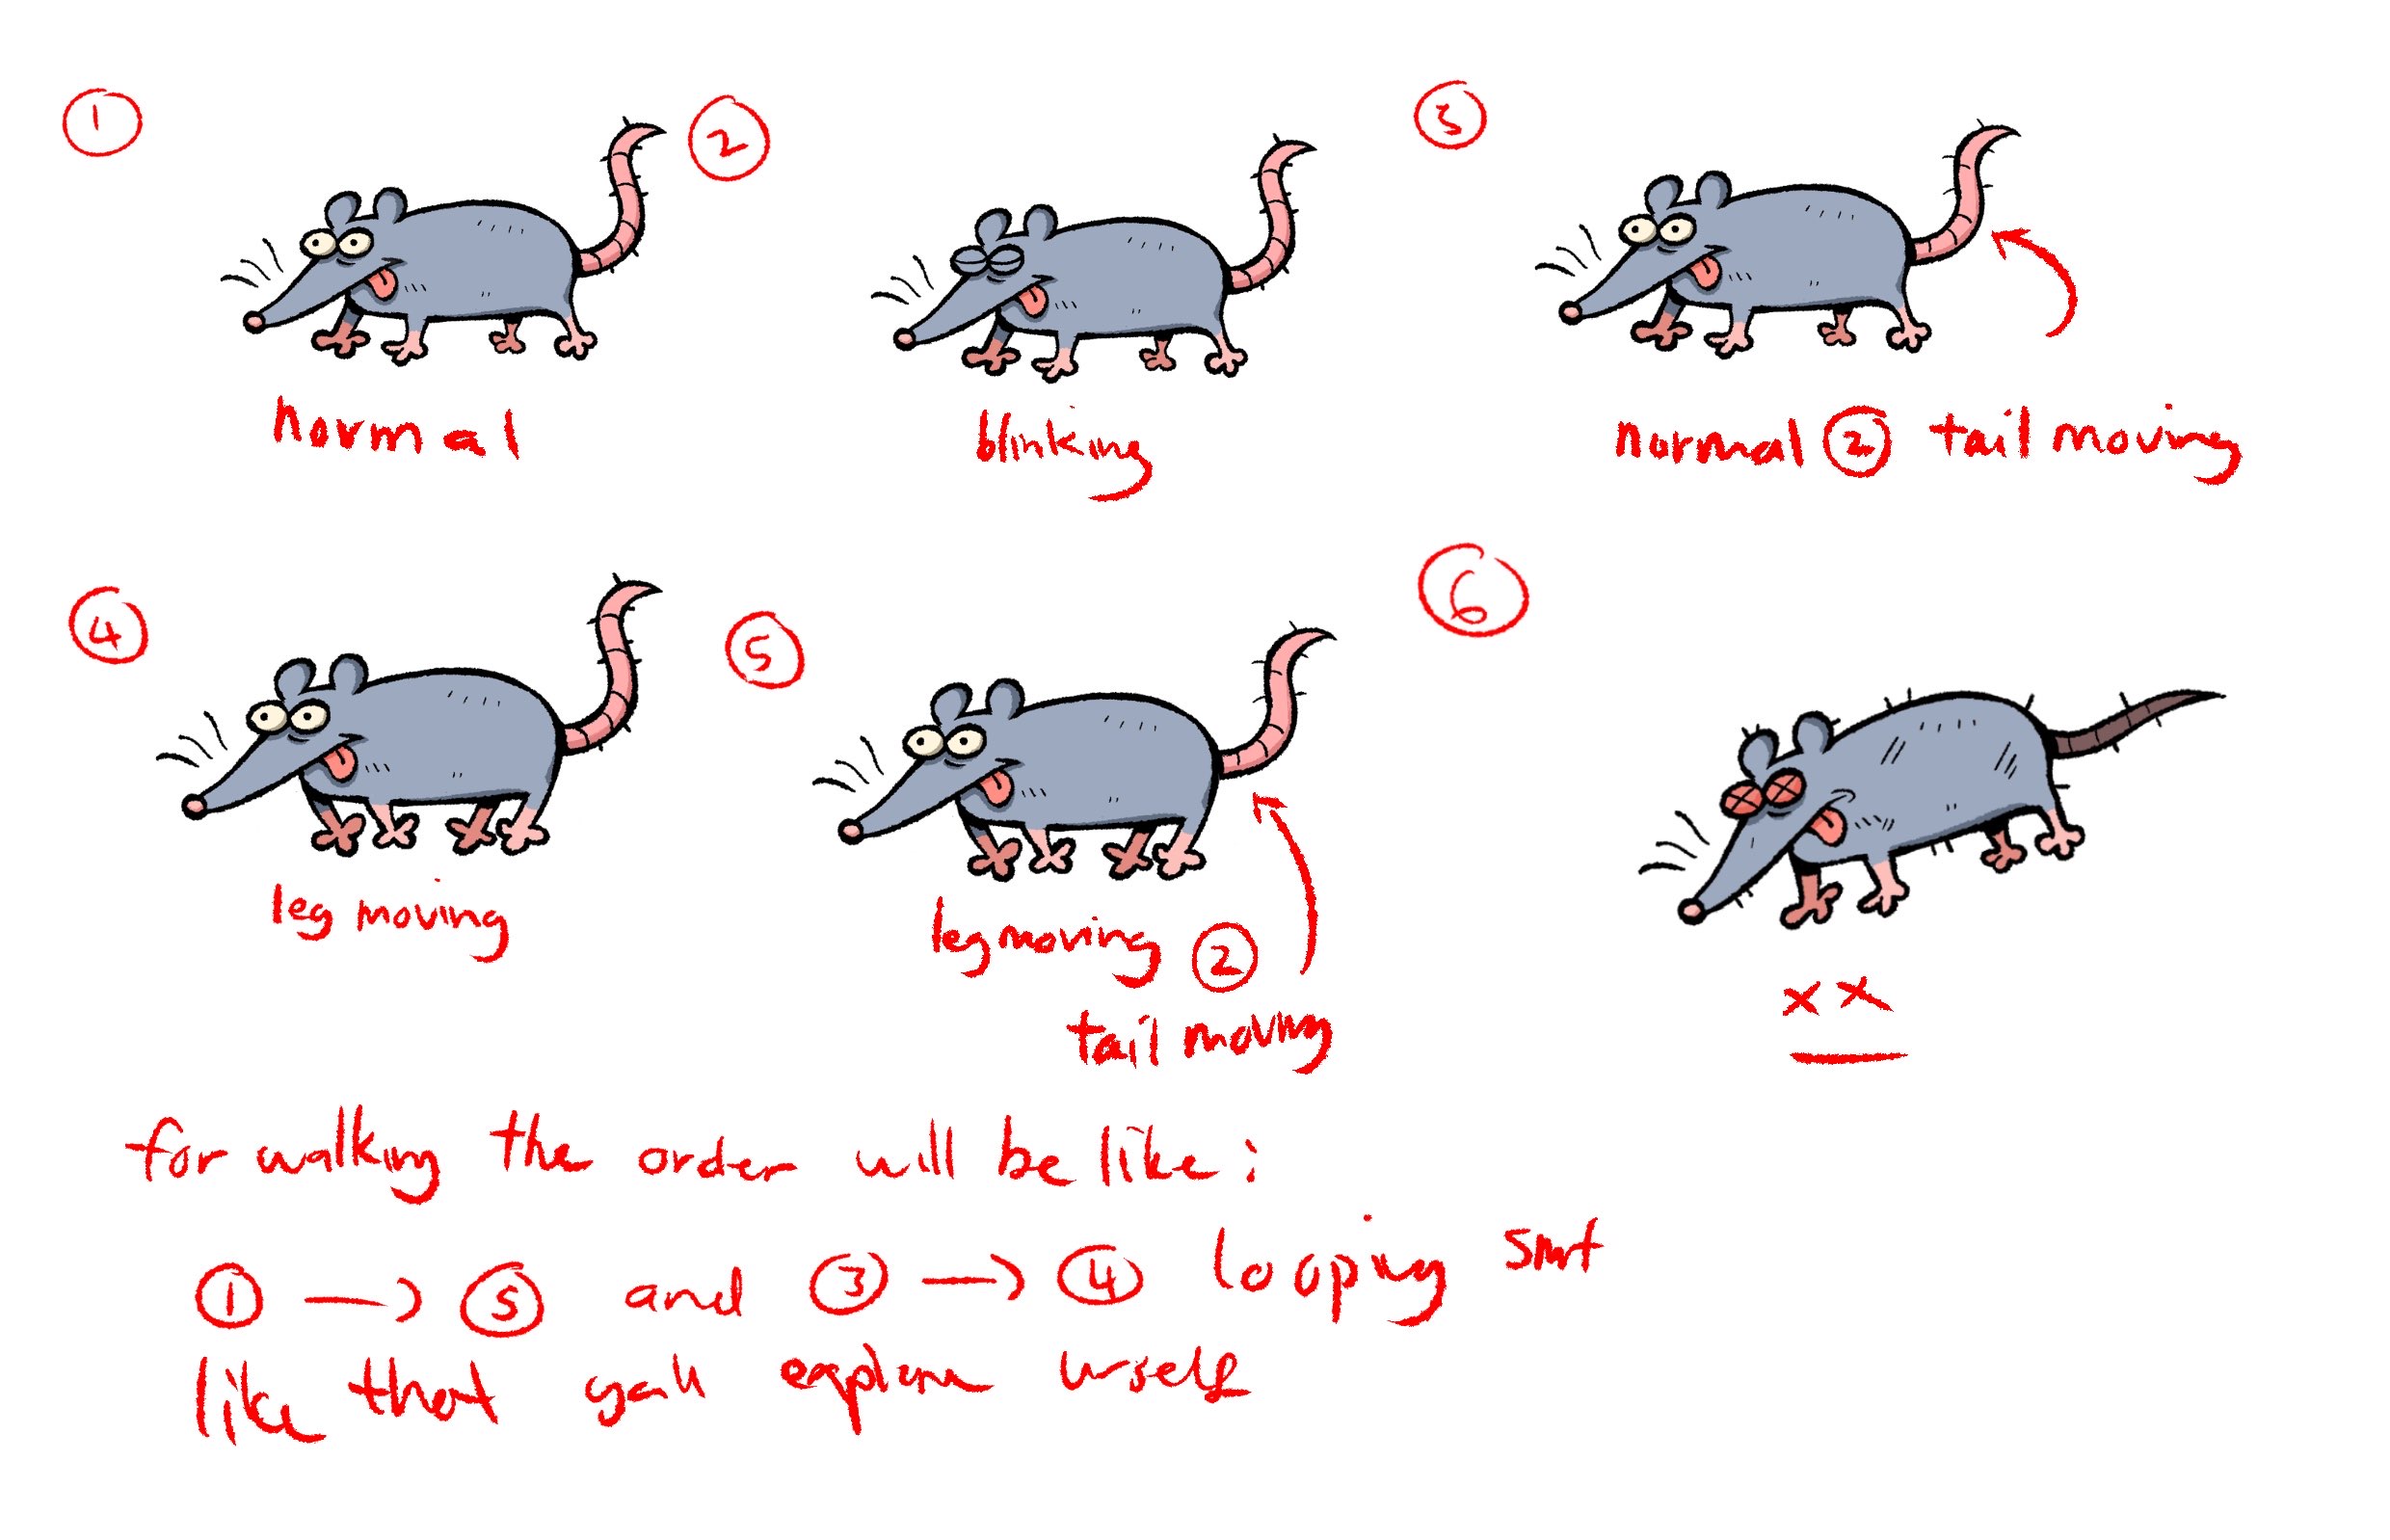 1
2
3
normal
blinking
normal 2 tail moving
4
5
6
leg moving
leg moving 2
tail moving
x x
for walking the order will be like:
1 → 5 and 3 → 4 looping smt
like that yall explore urself